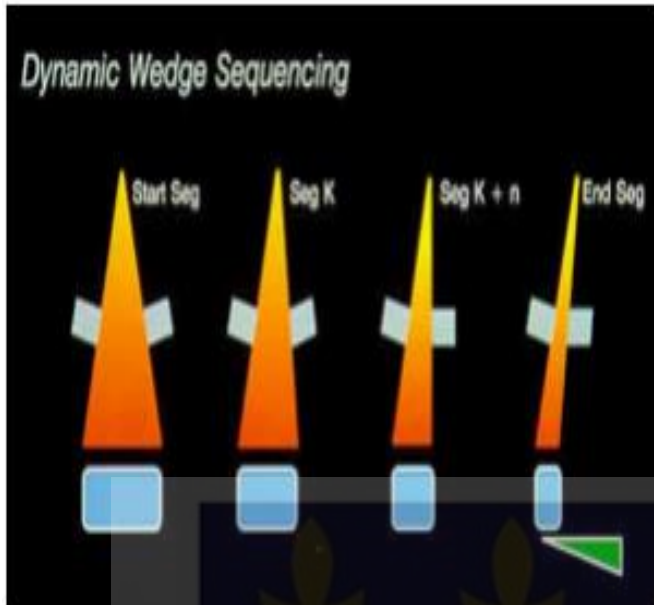 Dynamic Wedge Sequencing
Start Seg
Seg K
Seg K + n
End Seg